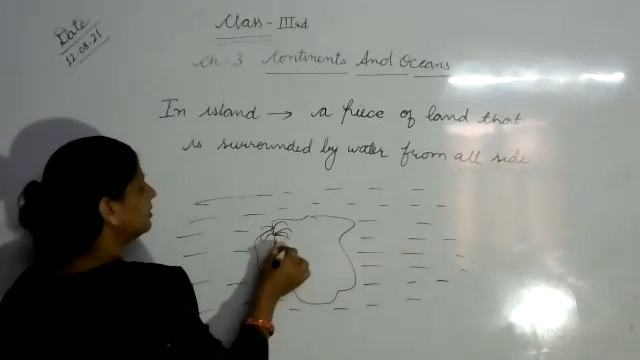 Date
12.08.21
Class - IIIrd
Ch 3 Continents And Oceans
In island → a piece of land that
is surrounded by water from all side